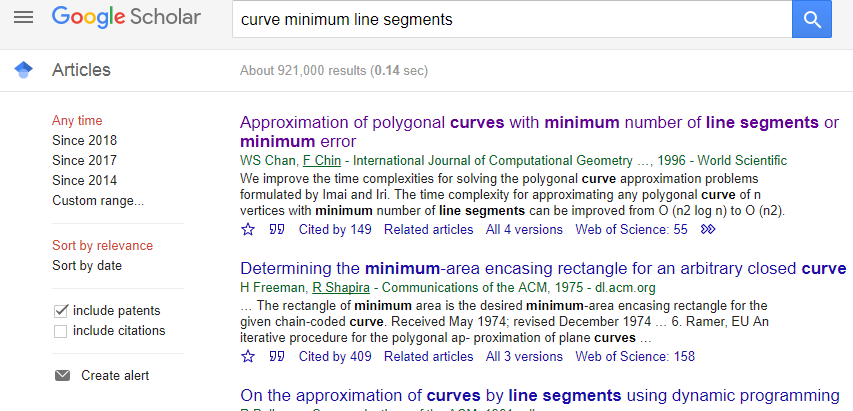 Google Scholar
curve minimum line segments
Articles
About 921,000 results (0.14 sec)
Any time
Since 2018
Since 2017
Since 2014
Custom range...
Sort by relevance
Sort by date
include patents
include citations
Create alert
Approximation of polygonal curves with minimum number of line segments or
minimum error
WS Chan, F Chin - International Journal of Computational Geometry …, 1996 - World Scientific
We improve the time complexities for solving the polygonal curve approximation problems
formulated by Imai and Iri. The time complexity for approximating any polygonal curve of n
vertices with minimum number of line segments can be improved from O (n2 log n) to O (n2).
Cited by 149 Related articles All 4 versions Web of Science: 55
Determining the minimum-area encasing rectangle for an arbitrary closed curve
H Freeman, R Shapira - Communications of the ACM, 1975 - dl.acm.org
… The rectangle of minimum area is the desired minimum-area encasing rectangle for the
given chain-coded curve. Received May 1974; revised December 1974 … 6. Ramer, EU An
iterative procedure for the polygonal ap- proximation of plane curves …
Cited by 409 Related articles All 3 versions Web of Science: 158
On the approximation of curves by line segments using dynamic programming